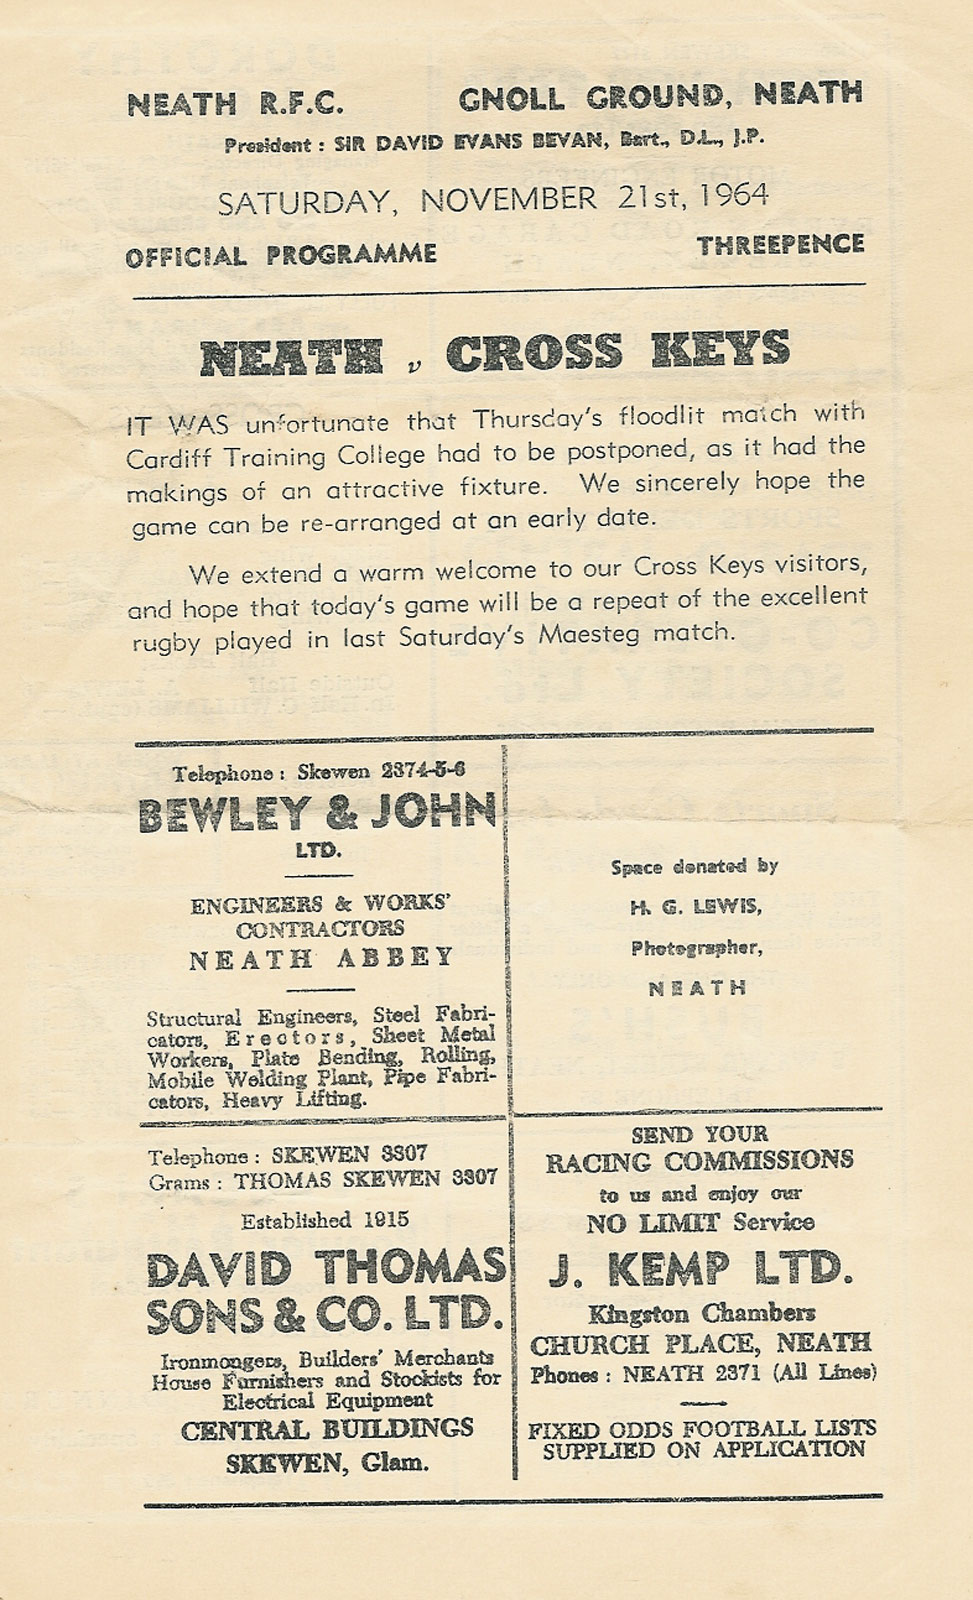 NEATH R.F.C. GNOLL GROUND, NEATH
President : SIR DAVID EVANS BEVAN, Bart., D.L., J.P.
SATURDAY, NOVEMBER 21st, 1964
OFFICIAL PROGRAMME THREEPENCE
NEATH v CROSS KEYS
IT WAS unfortunate that Thursday's floodlit match with
Cardiff Training College had to be postponed, as it had the
makings of an attractive fixture. We sincerely hope the
game can be re-arranged at an early date.
We extend a warm welcome to our Cross Keys visitors,
and hope that today's game will be a repeat of the excellent
rugby played in last Saturday's Maesteg match.
Telephone : Skewen 2374-5-6
BEWLEY & JOHN
LTD.
ENGINEERS & WORKS'
CONTRACTORS
NEATH ABBEY
Structural Engineers, Steel Fabri-
cators, Erectors, Sheet Metal
Workers, Plate Bending, Rolling,
Mobile Welding Plant, Pipe Fabri-
cators, Heavy Lifting.
Space donated by
H. G. LEWIS,
Photographer,
NEATH
Telephone : SKEWEN 3307
Grams : THOMAS SKEWEN 3307
Established 1915
DAVID THOMAS
SONS & CO. LTD.
Ironmongers, Builders' Merchants
House Furnishers and Stockists for
Electrical Equipment
CENTRAL BUILDINGS
SKEWEN, Glam.
SEND YOUR
RACING COMMISSIONS
to us and enjoy our
NO LIMIT Service
J. KEMP LTD.
Kingston Chambers
CHURCH PLACE, NEATH
Phones : NEATH 2371 (All Lines)
FIXED ODDS FOOTBALL LISTS
SUPPLIED ON APPLICATION